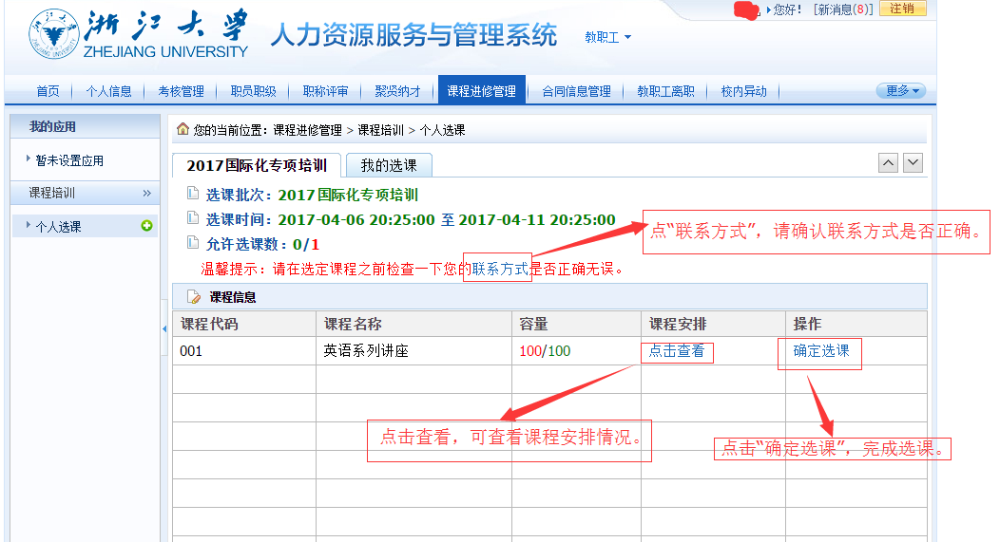 浙江大学
ZHEJIANG UNIVERSITY
人力资源服务与管理系统
教职工
您好! [新消息(8)] 注销
首页 个人信息 考核管理 职员职级 职称评审 聚贤纳才 课程进修管理 合同信息管理 教职工离职 校内异动 更多
我的应用
暂未设置应用
课程培训 »
个人选课
您的当前位置：课程进修管理 > 课程培训 > 个人选课
2017国际化专项培训 我的选课
选课批次：2017国际化专项培训
选课时间：2017-04-06 20:25:00 至 2017-04-11 20:25:00
允许选课数：0/1
温馨提示：请在选定课程之前检查一下您的联系方式是否正确无误。
点“联系方式”，请确认联系方式是否正确。
课程信息
课程代码 课程名称 容量 课程安排 操作
001 英语系列讲座 100/100 点击查看 确定选课
点击查看，可查看课程安排情况。
点击“确定选课”，完成选课。